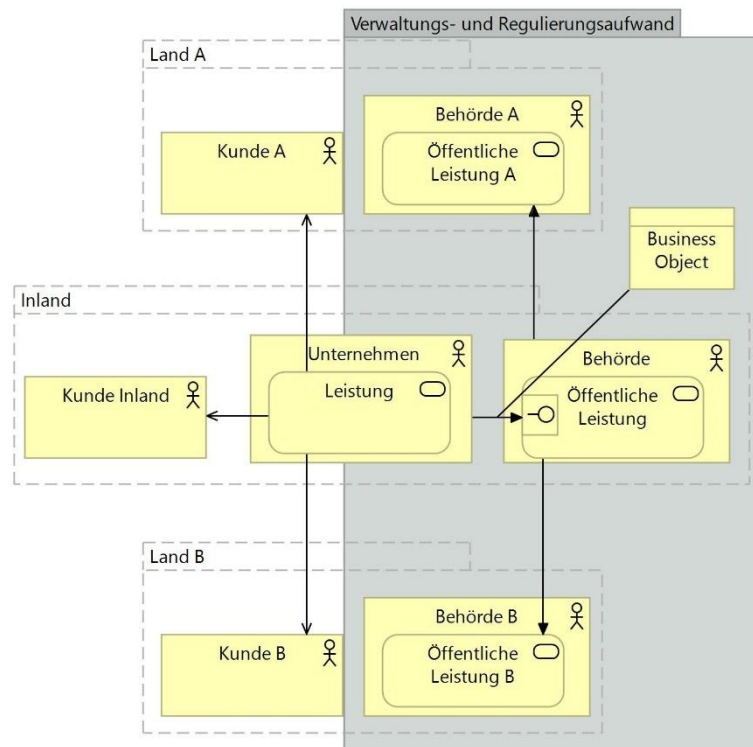 Verwaltungs- und Regulierungsaufwand
Land A
Kunde A
Behörde A
Öffentliche
Leistung A
Business
Object
Inland
Kunde Inland
Unternehmen
Leistung
Behörde
Öffentliche
Leistung
Land B
Kunde B
Behörde B
Öffentliche
Leistung B